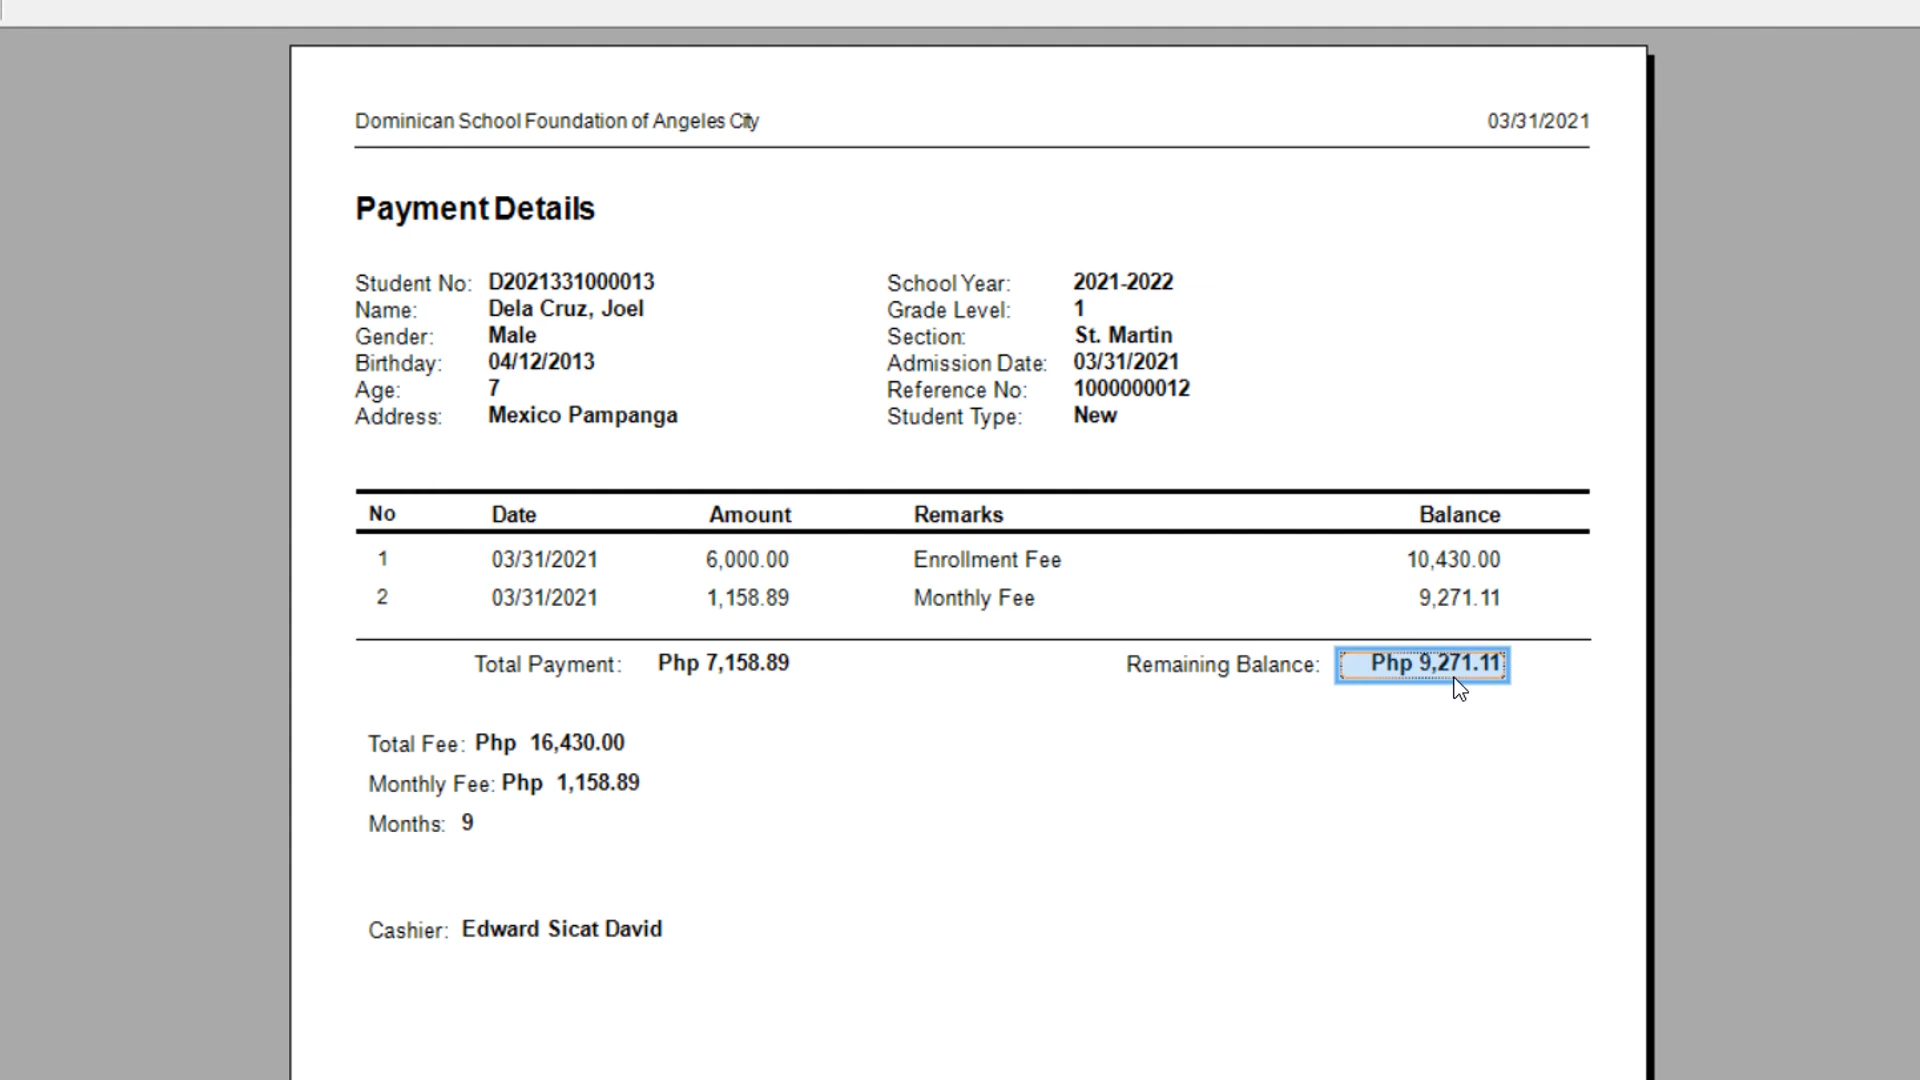 Dominican School Foundation of Angeles City 03/31/2021
Payment Details
Student No: D2021331000013 School Year: 2021-2022
Name: Dela Cruz, Joel Grade Level: 1
Gender: Male Section: St. Martin
Birthday: 04/12/2013 Admission Date: 03/31/2021
Age: 7 Reference No: 1000000012
Address: Mexico Pampanga Student Type: New
No Date Amount Remarks Balance
1 03/31/2021 6,000.00 Enrollment Fee 10,430.00
2 03/31/2021 1,158.89 Monthly Fee 9,271.11
Total Payment: Php 7,158.89 Remaining Balance: Php 9,271.11
Total Fee: Php 16,430.00
Monthly Fee: Php 1,158.89
Months: 9
Cashier: Edward Sicat David